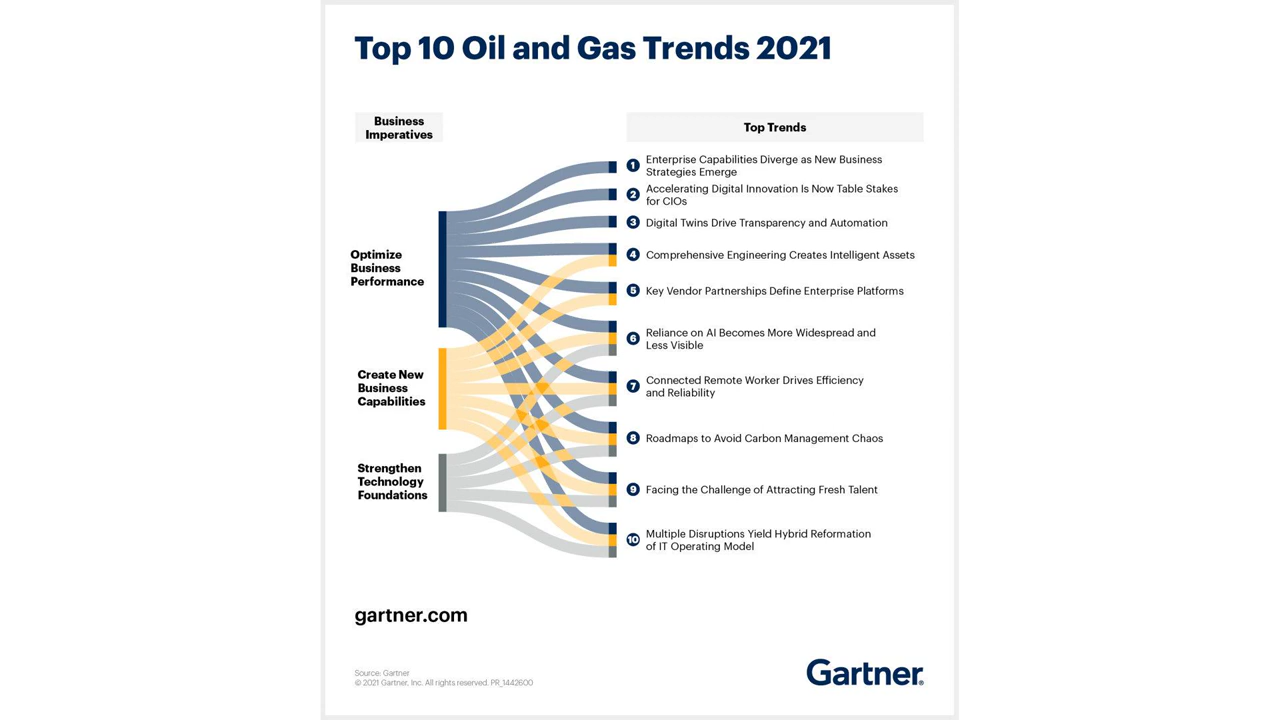 Top 10 Oil and Gas Trends 2021
Business
Imperatives
Top Trends
Optimize
Business
Performance
Create New
Business
Capabilities
Strengthen
Technology
Foundations
1 Enterprise Capabilities Diverge as New Business
Strategies Emerge
2 Accelerating Digital Innovation Is Now Table Stakes
for CIOs
3 Digital Twins Drive Transparency and Automation
4 Comprehensive Engineering Creates Intelligent Assets
5 Key Vendor Partnerships Define Enterprise Platforms
6 Reliance on AI Becomes More Widespread and
Less Visible
7 Connected Remote Worker Drives Efficiency
and Reliability
8 Roadmaps to Avoid Carbon Management Chaos
9 Facing the Challenge of Attracting Fresh Talent
10 Multiple Disruptions Yield Hybrid Reformation
of IT Operating Model
gartner.com
Source: Gartner
© 2021 Gartner, Inc. All rights reserved. PR_1442600
Gartner®